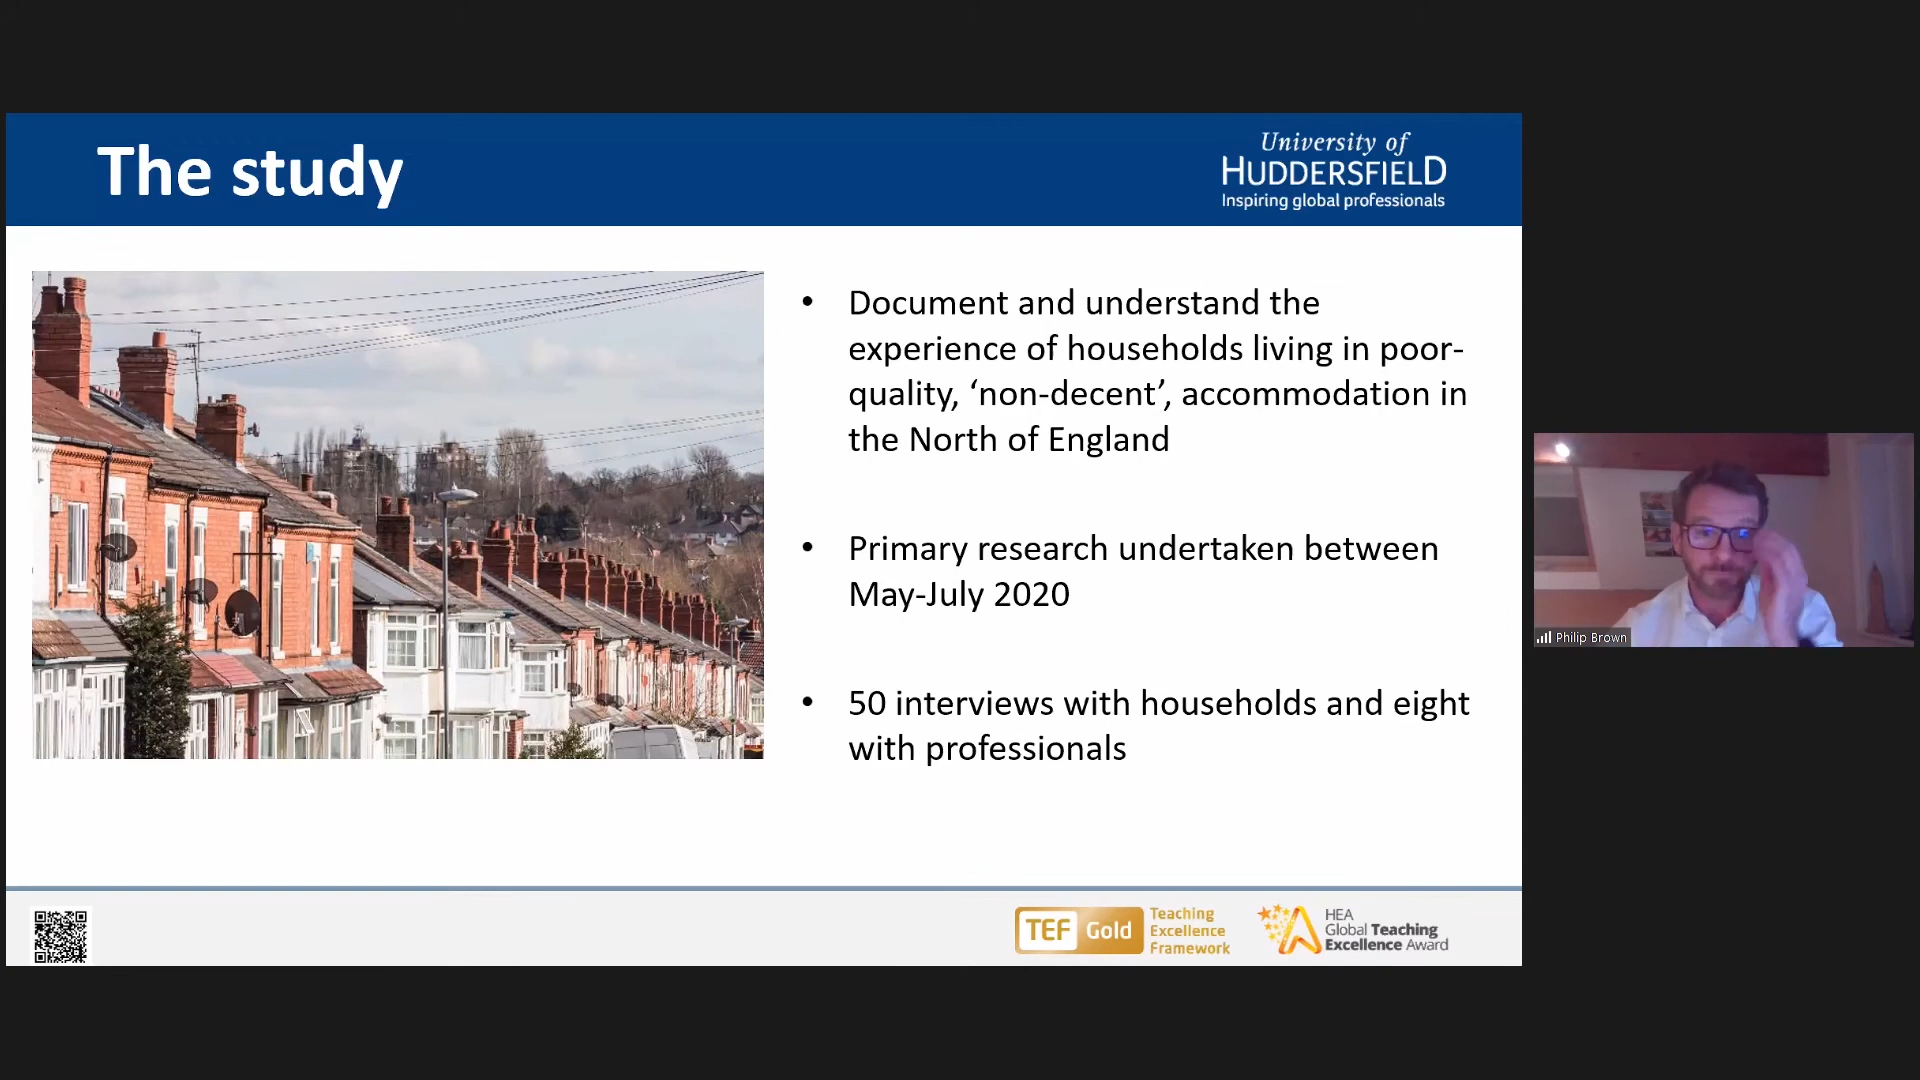 The study
University of
HUDDERSFIELD
Inspiring global professionals
• Document and understand the
experience of households living in poor-
quality, ‘non-decent’, accommodation in
the North of England
• Primary research undertaken between
May-July 2020
• 50 interviews with households and eight
with professionals
Philip Brown
TEF Gold
Teaching
Excellence
Framework
HEA
Global Teaching
Excellence Award